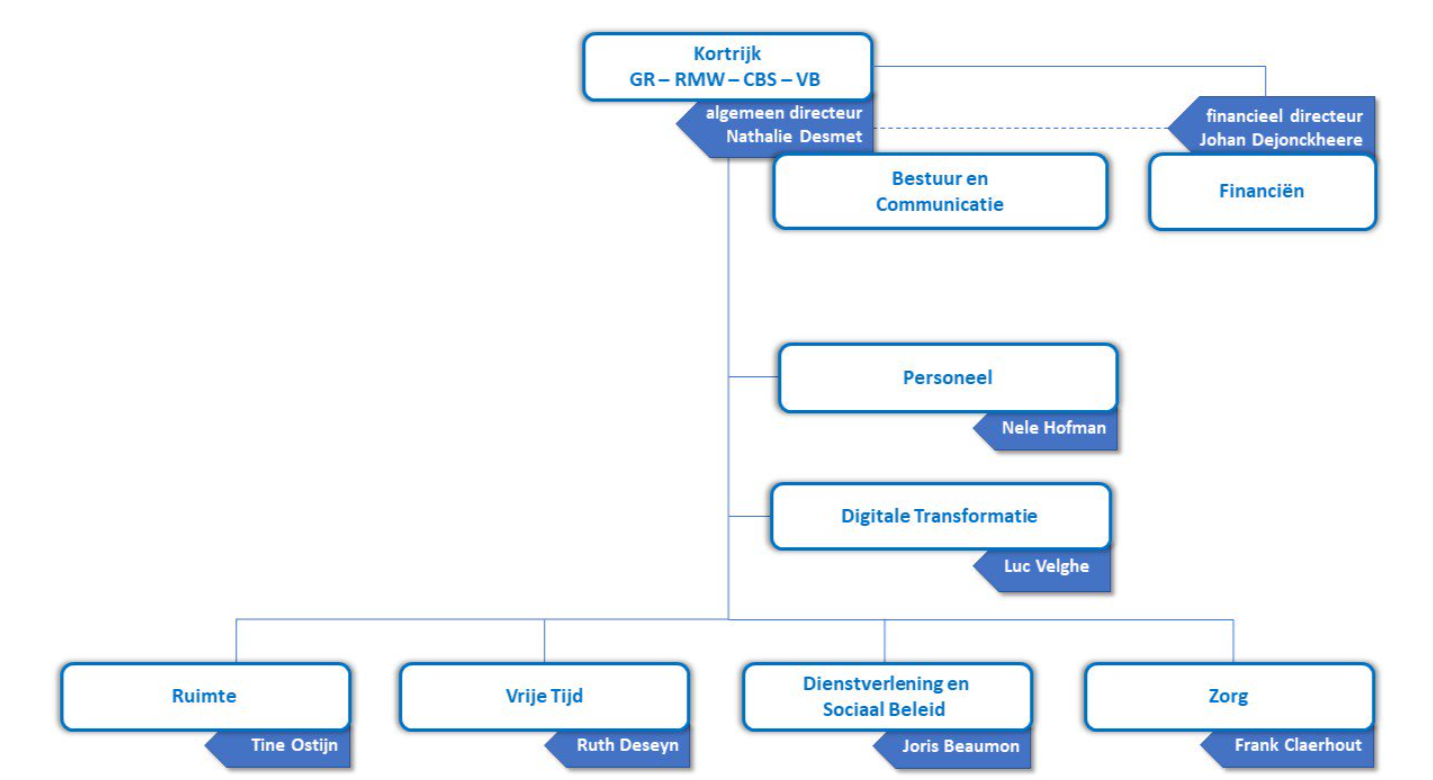 Kortrijk
GR – RMW – CBS – VB
algemeen directeur
Nathalie Desmet
financieel directeur
Johan Dejonckheere
Bestuur en
Communicatie
Financiën
Personeel
Nele Hofman
Digitale Transformatie
Luc Velghe
Ruimte
Tine Ostijn
Vrije Tijd
Ruth Deseyn
Dienstverlening en
Sociaal Beleid
Joris Beaumon
Zorg
Frank Claerhout